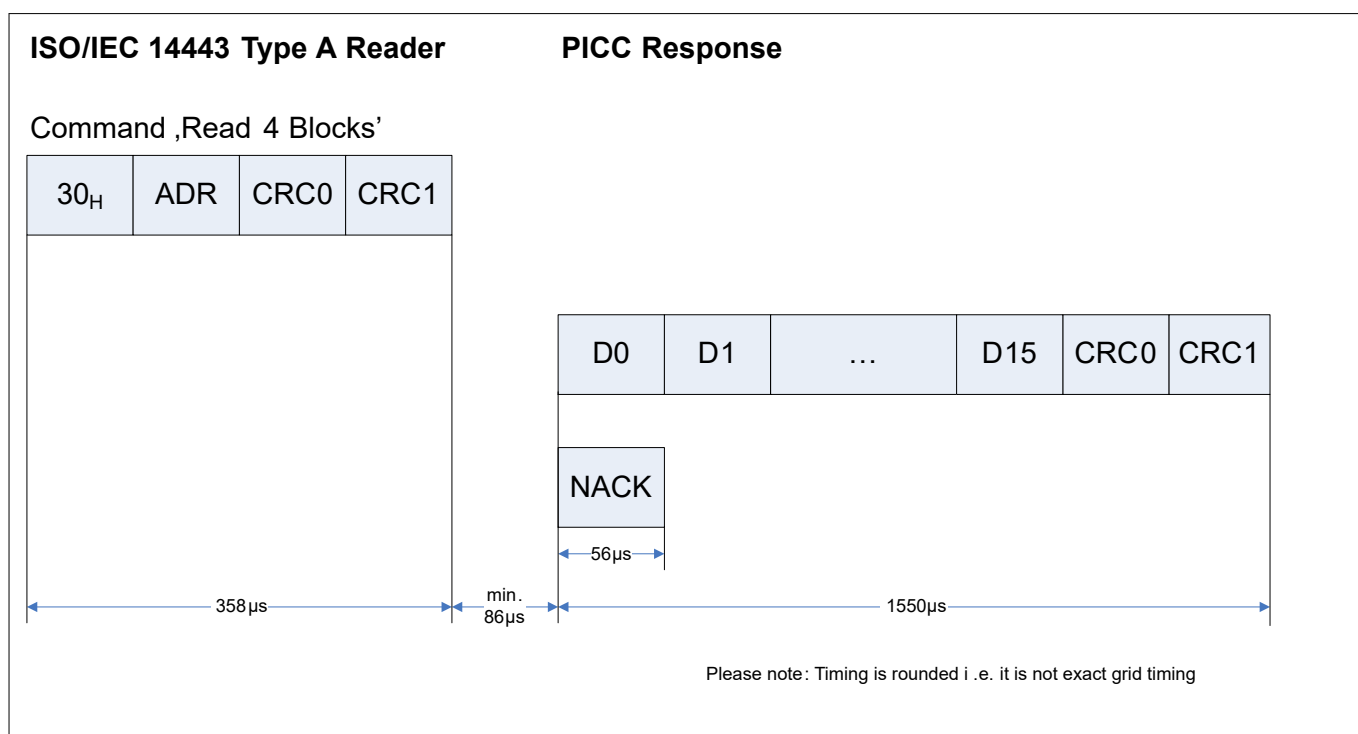 ISO/IEC 14443 Type A Reader
PICC Response
Command ‚Read 4 Blocks’
30H ADR CRC0 CRC1
D0 D1 … D15 CRC0 CRC1
NACK
56µs
358µs
min.
86µs
1550µs
Please note: Timing is rounded i .e. it is not exact grid timing